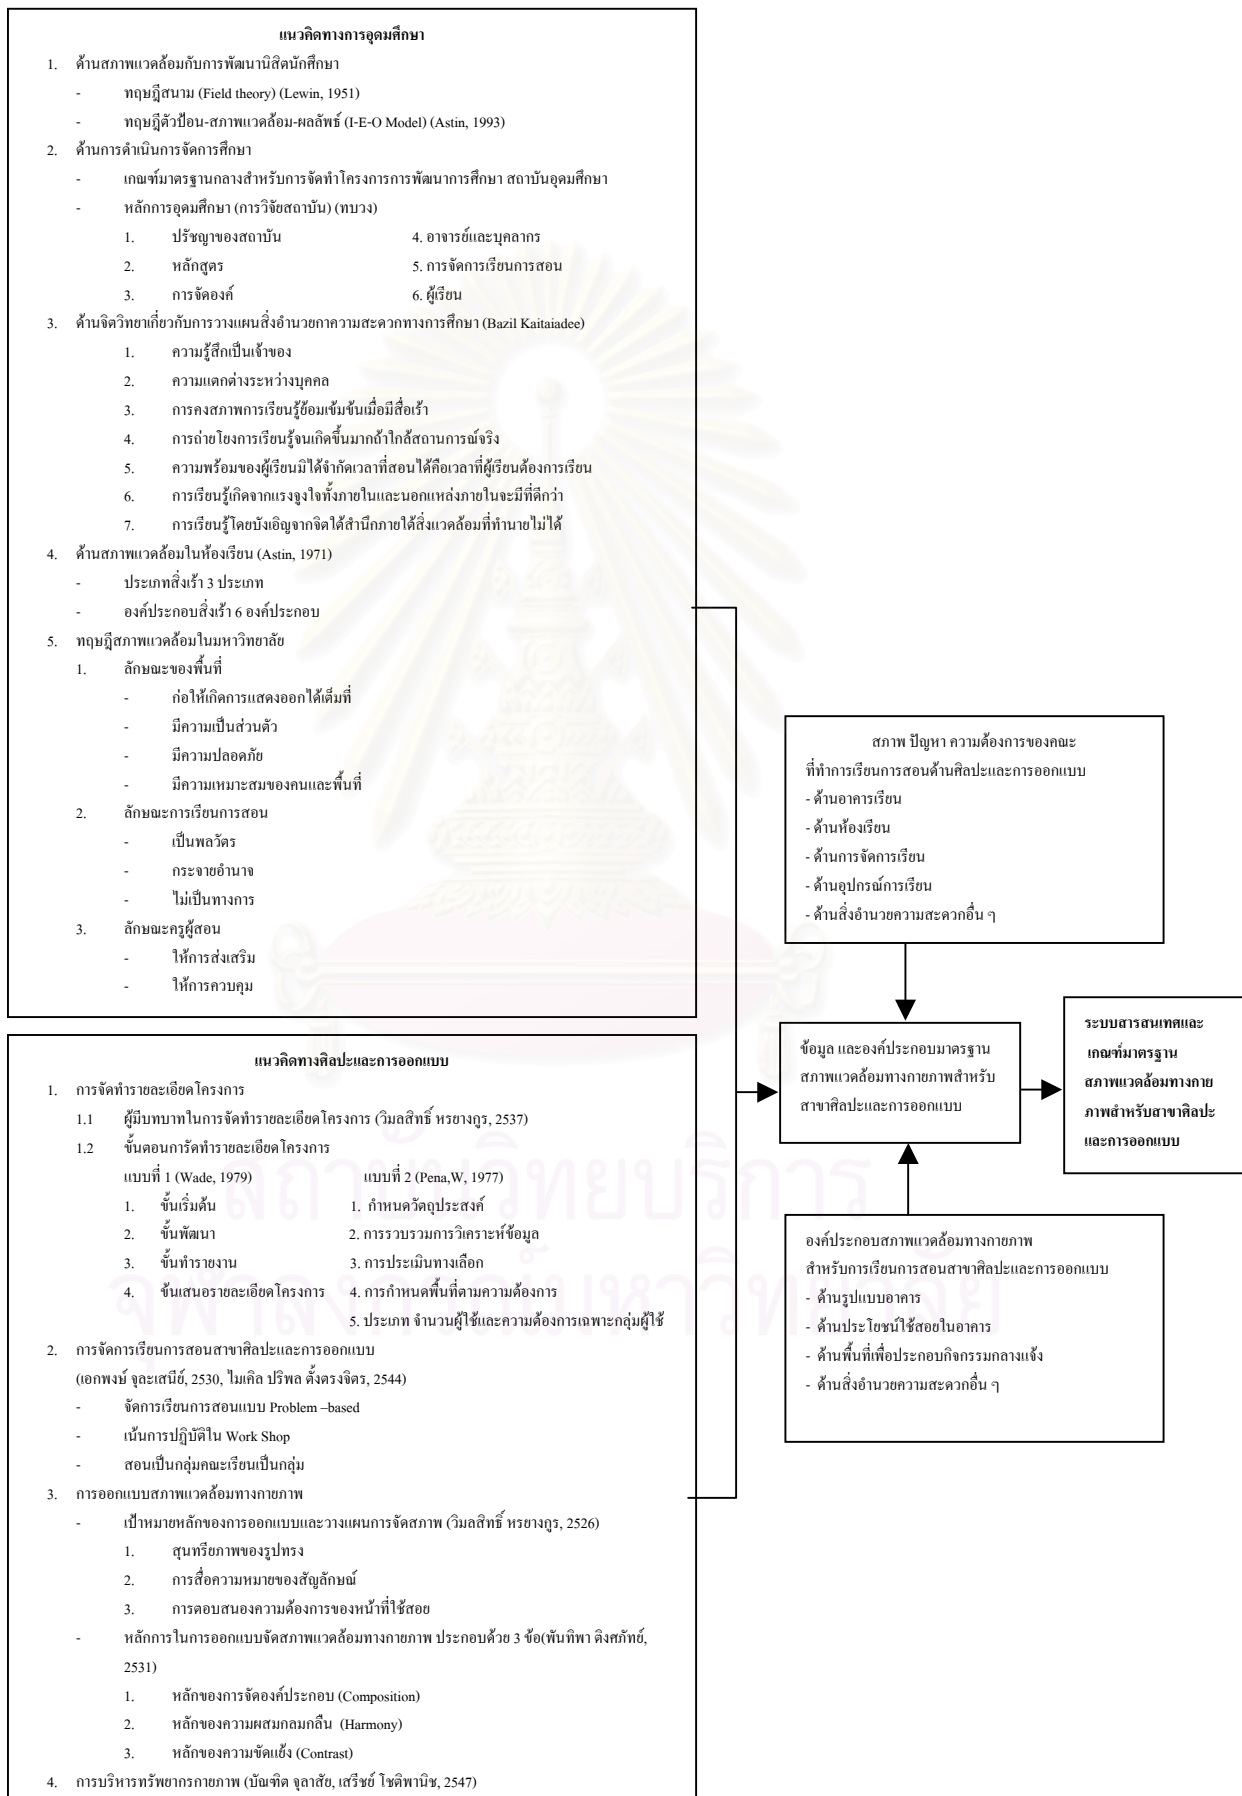 แนวคิดทางการอุดมศึกษา
1. ด้านสภาพแวดล้อมกับการพัฒนานิสิตนักศึกษา
- ทฤษฎีสนาม (Field theory) (Lewin, 1951)
- ทฤษฎีตัวป้อน-สภาพแวดล้อม-ผลลัพธ์ (I-E-O Model) (Astin, 1993)
2. ด้านการดำเนินการจัดการศึกษา
- เกณฑ์มาตรฐานกลางสำหรับการจัดทำโครงการการพัฒนาการศึกษา สถาบันอุดมศึกษา
- หลักการอุดมศึกษา (การวิจัยสถาบัน) (ทบวง)
1. ปรัชญาของสถาบัน 4. อาจารย์และบุคลากร
2. หลักสูตร 5. การจัดการเรียนการสอน
3. การจัดองค์ 6. ผู้เรียน
3. ด้านจิตวิทยาเกี่ยวกับการวางแผนสิ่งอำนวยกาความสะดวกทางการศึกษา (Bazil Kaitaiadee)
1. ความรู้สึกเป็นเจ้าของ
2. ความแตกต่างระหว่างบุคคล
3. การคงสภาพการเรียนรู้ย้อมเข้มข้นเมื่อมีสื่อเร้า
4. การถ่ายโยงการเรียนรู้จนเกิดขึ้นมากถ้าใกล้สถานการณ์จริง
5. ความพร้อมของผู้เรียนมิได้จำกัดเวลาที่สอนได้คือเวลาที่ผู้เรียนต้องการเรียน
6. การเรียนรู้เกิดจากแรงจูงใจทั้งภายในและนอกแหล่งภายในจะมีที่ดีกว่า
7. การเรียนรู้โดยบังเอิญจากจิตใต้สำนึกภายใต้สิ่งแวดล้อมที่ทำนายไม่ได้
4. ด้านสภาพแวดล้อมในห้องเรียน (Astin, 1971)
- ประเภทสิ่งเร้า 3 ประเภท
- องค์ประกอบสิ่งเร้า 6 องค์ประกอบ
5. ทฤษฎีสภาพแวดล้อมในมหาวิทยาลัย
1. ลักษณะของพื้นที่
- ก่อให้เกิดการแสดงออกได้เต็มที่
- มีความเป็นส่วนตัว
- มีความปลอดภัย
- มีความเหมาะสมของคนและพื้นที่
2. ลักษณะการเรียนการสอน
- เป็นพลวัตร
- กระจายอำนาจ
- ไม่เป็นทางการ
3. ลักษณะครูผู้สอน
- ให้การส่งเสริม
- ให้การควบคุม
แนวคิดทางศิลปะและการออกแบบ
1. การจัดทำรายละเอียดโครงการ
1.1 ผู้มีบทบาทในการจัดทำรายละเอียดโครงการ (วิมลสิทธิ์ หรยางกูร, 2537)
1.2 ขั้นตอนการัดทำรายละเอียดโครงการ
แบบที่ 1 (Wade, 1979) แบบที่ 2 (Pena,W, 1977)
1. ขั้นเริ่มต้น 1. กำหนดวัตถุประสงค์
2. ขั้นพัฒนา 2. การรวบรวมการวิเคราะห์ข้อมูล
3. ขั้นทำรายงาน 3. การประเมินทางเลือก
4. ข้นเสนอรายละเอียดโครงการ 4. การกำหนดพื้นที่ตามความต้องการ
5. ประเภท จำนวนผู้ใช้และความต้องการเฉพาะกลุ่มผู้ใช้
2. การจัดการเรียนการสอนสาขาศิลปะและการออกแบบ
(เอกพงษ์ จุละเสนีย์, 2530, ไมเคิล ปริพล ตั้งตรงจิตร, 2544)
- จัดการเรียนการสอนแบบ Problem –based
- เน้นการปฏิบัติใน Work Shop
- สอนเป็นกลุ่มคณะเรียนเป็นกลุ่ม
3. การออกแบบสภาพแวดล้อมทางกายภาพ
- เป้าหมายหลักของการออกแบบและวางแผนการจัดสภาพ (วิมลสิทธิ์ หรยางกูร, 2526)
1. สุนทรียภาพของรูปทรง
2. การสื่อความหมายของสัญลักษณ์
3. การตอบสนองความต้องการของหน้าที่ใช้สอย
- หลักการในการออกแบบจัดสภาพแวดล้อมทางกายภาพ ประกอบด้วย 3 ข้อ(พันทิพา ดิงศภัทย์,
2531)
1. หลักของการจัดองค์ประกอบ (Composition)
2. หลักของความผสมกลมกลืน (Harmony)
3. หลักของความขัดแย้ง (Contrast)
4. การบริหารทรัพยากรกายภาพ (บัณฑิต จุลาสัย, เสรีชย์ โชติพานิช, 2547)
สภาพ ปัญหา ความต้องการของคณะ
ที่ทำการเรียนการสอนด้านศิลปะและการออกแบบ
- ด้านอาคารเรียน
- ด้านห้องเรียน
- ด้านการจัดการเรียน
- ด้านอุปกรณ์การเรียน
- ด้านสิ่งอำนวยความสะดวกอื่น ๆ
ข้อมูล และองค์ประกอบมาตรฐาน
สภาพแวดล้อมทางกายภาพสำหรับ
สาขาศิลปะและการออกแบบ
ระบบสารสนเทศและ
เกณฑ์มาตรฐาน
สภาพแวดล้อมทางกาย
ภาพสำหรับสาขาศิลปะ
และการออกแบบ
องค์ประกอบสภาพแวดล้อมทางกายภาพ
สำหรับการเรียนการสอนสาขาศิลปะและการออกแบบ
- ด้านรูปแบบอาคาร
- ด้านประโยชน์ใช้สอยในอาคาร
- ด้านพื้นที่เพื่อประกอบกิจกรรมกลางแจ้ง
- ด้านสิ่งอำนวยความสะดวกอื่น ๆ
สถาบันวิทยบริการ
จุฬาลงกรณ์มหาวิทยาลัย